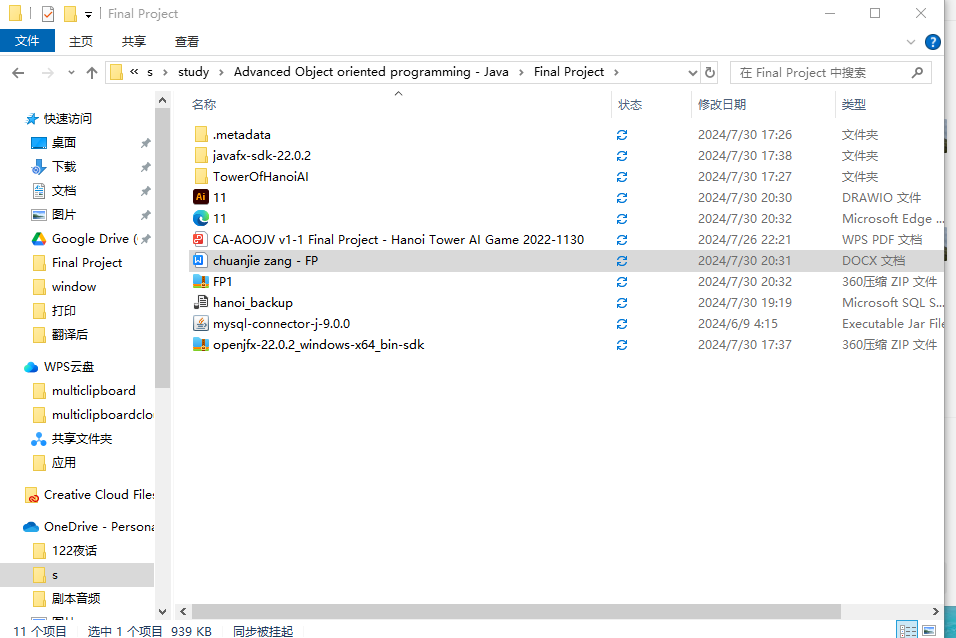 Final Project
文件 主页 共享 查看
« s › study › Advanced Object oriented programming - Java › Final Project ›
在 Final Project 中搜索
快速访问
桌面
下载
文档
图片
Google Drive (
Final Project
window
打印
翻译后
WPS云盘
multiclipboard
multiclipboardclo
共享文件夹
应用
Creative Cloud Files
OneDrive - Persona
122夜话
s
剧本音频
名称 状态 修改日期 类型
.metadata 2024/7/30 17:26 文件夹
javafx-sdk-22.0.2 2024/7/30 17:38 文件夹
TowerOfHanoiAI 2024/7/30 17:27 文件夹
Ai 11 2024/7/30 20:30 DRAWIO 文件
11 2024/7/30 20:32 Microsoft Edge ...
CA-AOOJV v1-1 Final Project - Hanoi Tower AI Game 2022-1130 2024/7/26 22:21 WPS PDF 文档
chuanjie zang - FP 2024/7/30 20:31 DOCX 文档
FP1 2024/7/30 20:32 360压缩 ZIP 文件
hanoi_backup 2024/7/30 19:19 Microsoft SQL S...
mysql-connector-j-9.0.0 2024/6/9 4:15 Executable Jar File
openjfx-22.0.2_windows-x64_bin-sdk 2024/7/30 17:37 360压缩 ZIP 文件
11 个项目 选中 1 个项目 939 KB 同步被挂起